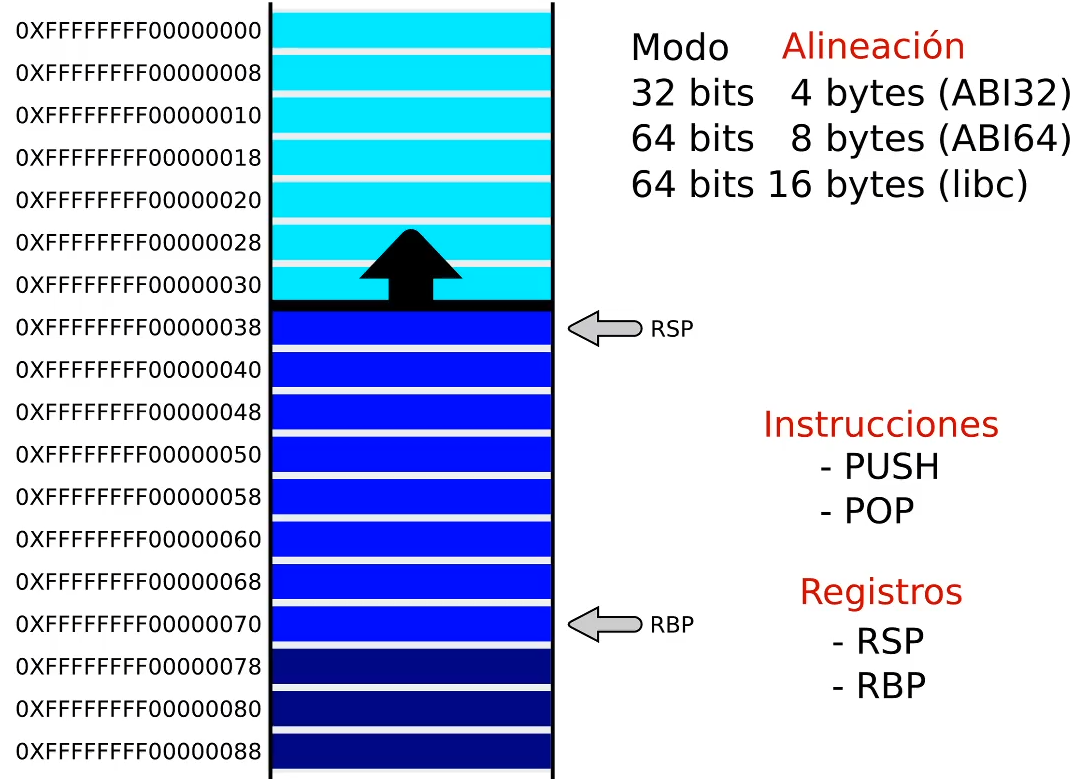 0XFFFFFFFF00000000
0XFFFFFFFF00000008
0XFFFFFFFF00000010
0XFFFFFFFF00000018
0XFFFFFFFF00000020
0XFFFFFFFF00000028
0XFFFFFFFF00000030
0XFFFFFFFF00000038
0XFFFFFFFF00000040
0XFFFFFFFF00000048
0XFFFFFFFF00000050
0XFFFFFFFF00000058
0XFFFFFFFF00000060
0XFFFFFFFF00000068
0XFFFFFFFF00000070
0XFFFFFFFF00000078
0XFFFFFFFF00000080
0XFFFFFFFF00000088
RSP
RBP
Modo Alineación
32 bits 4 bytes (ABI32)
64 bits 8 bytes (ABI64)
64 bits 16 bytes (libc)
Instrucciones
- PUSH
- POP
Registros
- RSP
- RBP